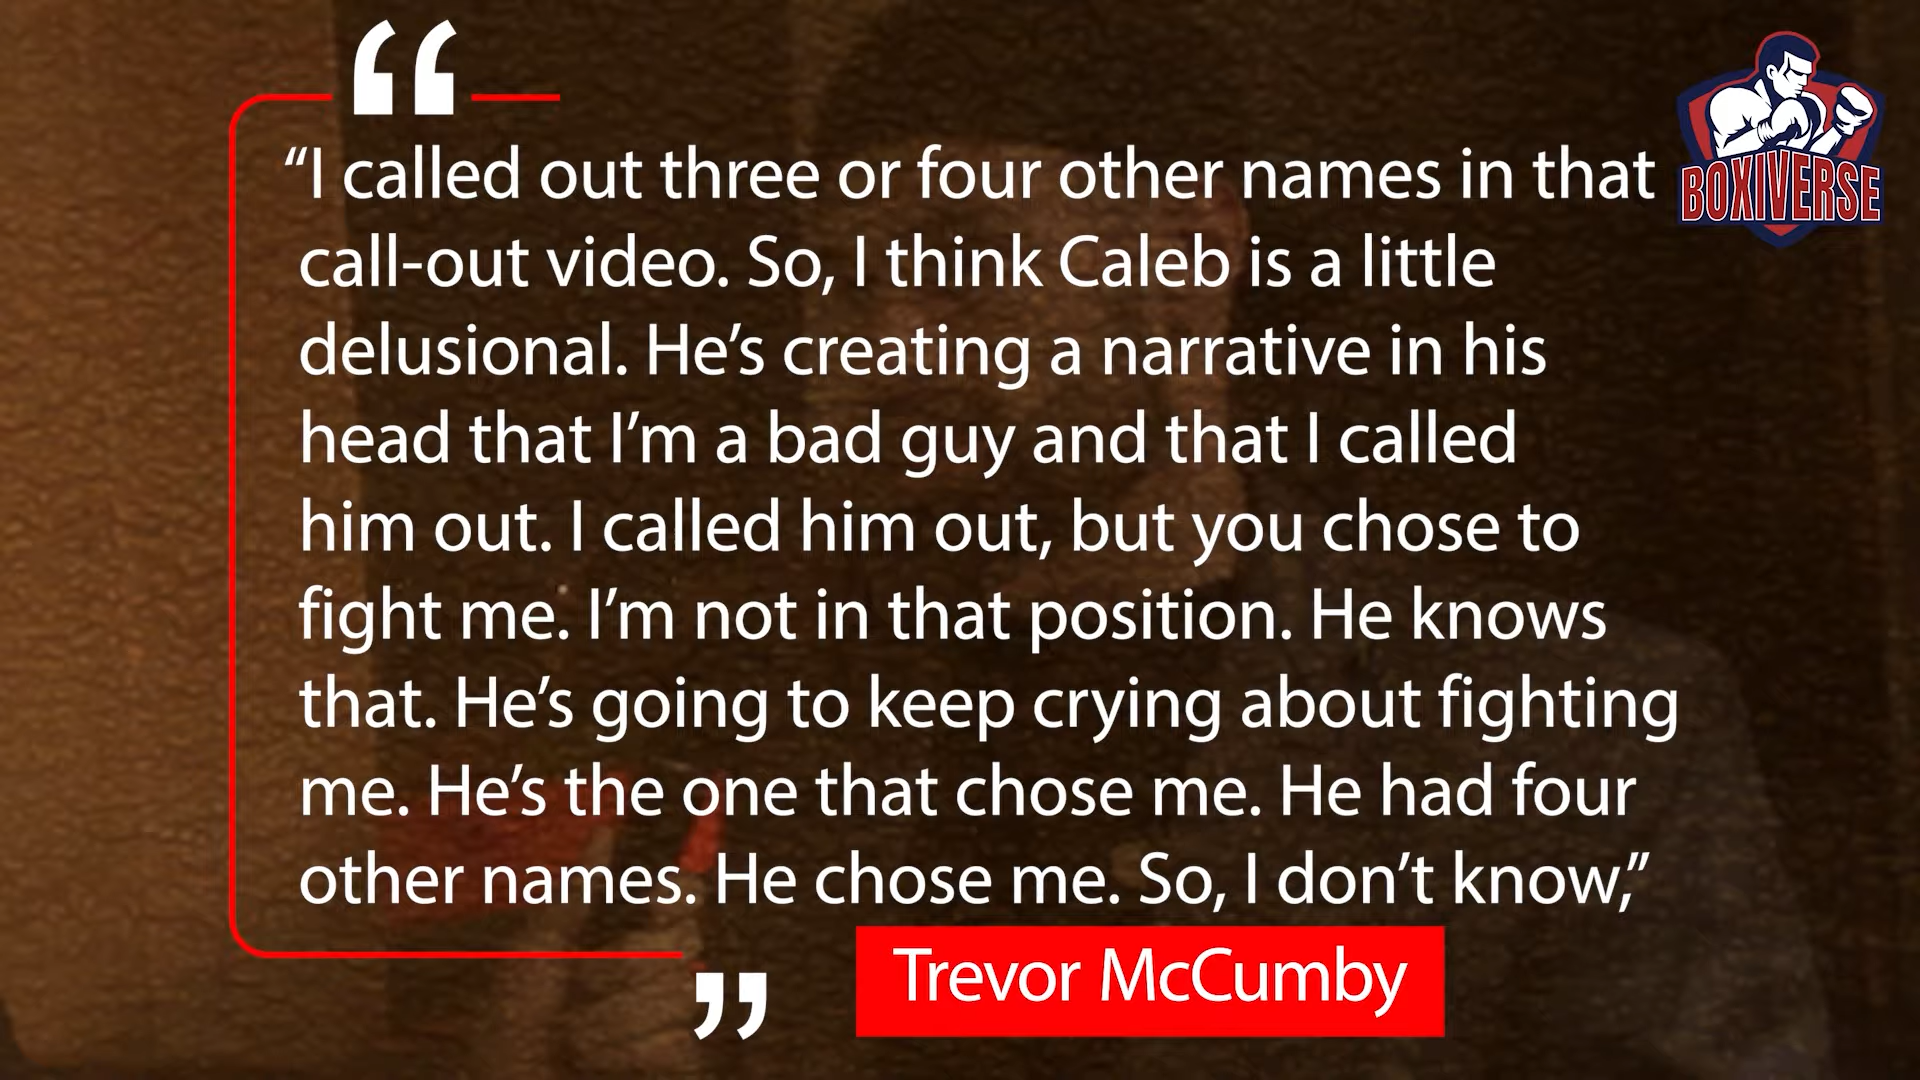 “I called out three or four other names in that
BOXIVERSE
call-out video. So, I think Caleb is a little
delusional. He’s creating a narrative in his
head that I’m a bad guy and that I called
him out. I called him out, but you chose to
fight me. I’m not in that position. He knows
that. He’s going to keep crying about fighting
me. He’s the one that chose me. He had four
other names. He chose me. So, I don’t know,”
Trevor McCumby